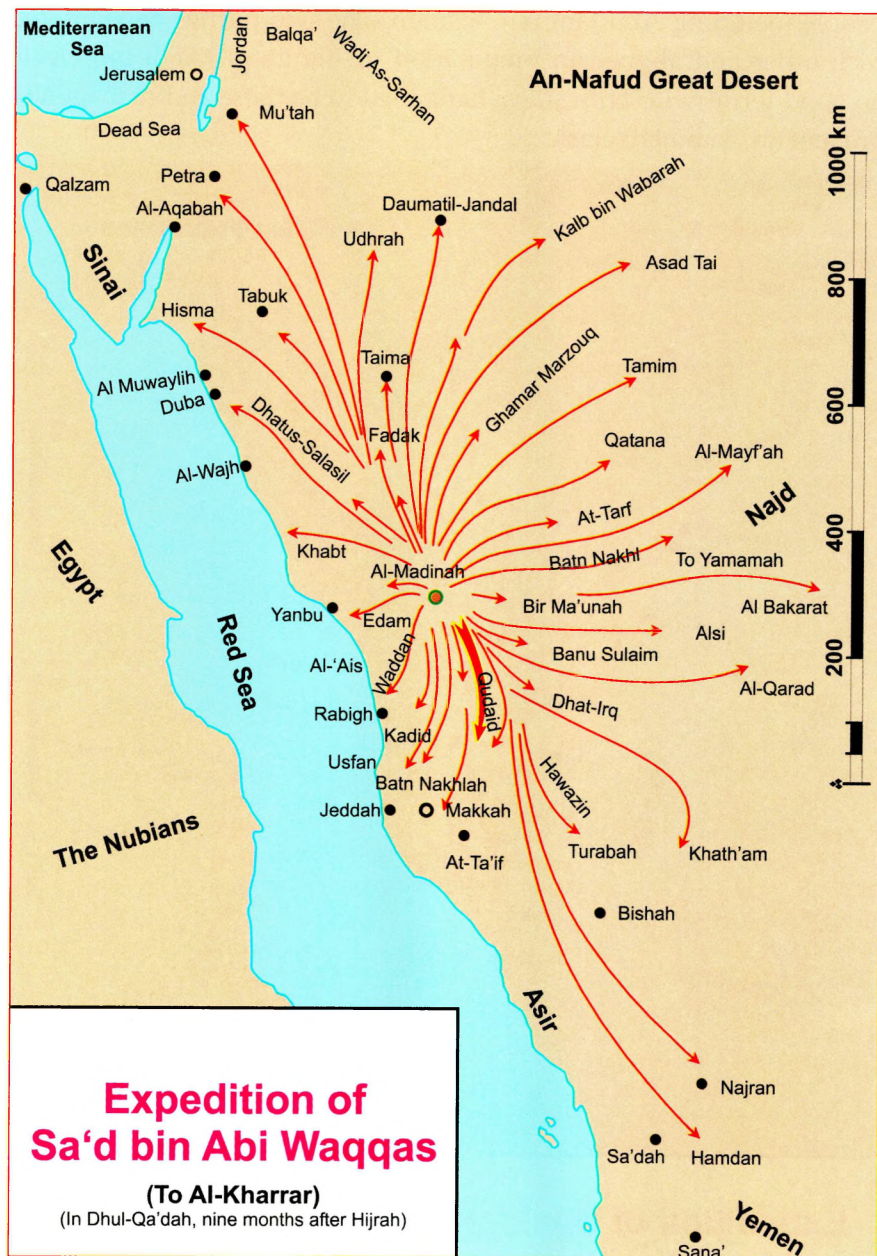 Mediterranean
Sea
Jordan
Balqa'
Wadi As-Sarhan
An-Nafud Great Desert
Jerusalem
Mu'tah
Dead Sea
1000 km
Petra
Qalzam
Al-Aqabah
Daumatil-Jandal
Kalb bin Wabarah
Udhrah
Asad Tai
Sinai
800
Tabuk
Hisma
Taima
Ghamar Marzouq
Tamim
Al Muwaylih
Duba
600
Dhatus-Salasil
Fadak
Qatana
Al-Mayf'ah
Al-Wajh
Najd
At-Tarf
400
Khabt
Batn Nakhl
To Yamamah
Egypt
Al-Madinah
Bir Ma'unah
Al Bakarat
Yanbu
Edam
Alsi
Red Sea
Banu Sulaim
200
Al-'Ais
Waddan
Qudaid
Al-Qarad
Dhat-Irq
Rabigh
Kadid
Usfan
Hawazin
Batn Nakhlah
Jeddah
Makkah
The Nubians
At-Ta'if
Turabah
Khath'am
Bishah
Asir
Najran
Sa'dah
Hamdan
Yemen
Sana'
Expedition of
Sa'd bin Abi Waqqas
(To Al-Kharrar)
(In Dhul-Qa'dah, nine months after Hijrah)